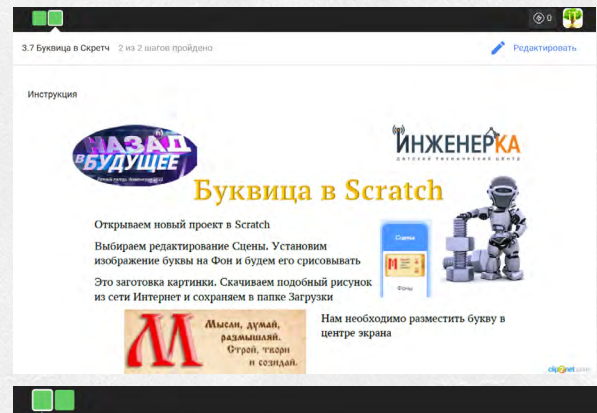 0
3.7 Буквица в Скретч 2 из 2 шагов пройдено
Редактировать
Инструкция
НАЗАД
В БУДУЩЕЕ
ИНЖЕНЕРКА
ДЕТСКИЙ ТЕХНИЧЕСКИЙ ЦЕНТР
Буквица в Scratch
Открываем новый проект в Scratch
Выбираем редактирование Сцены. Установим
изображение буквы на Фон и будем его срисовывать
Это заготовка картинки. Скачиваем подобный рисунок
из сети Интернет и сохраняем в папке Загрузки
Сцена
Фоны
Нам необходимо разместить букву в
центре экрана
М
Мысли, думай,
размышляй.
Строй, твори
и созидай.
clip2net.com